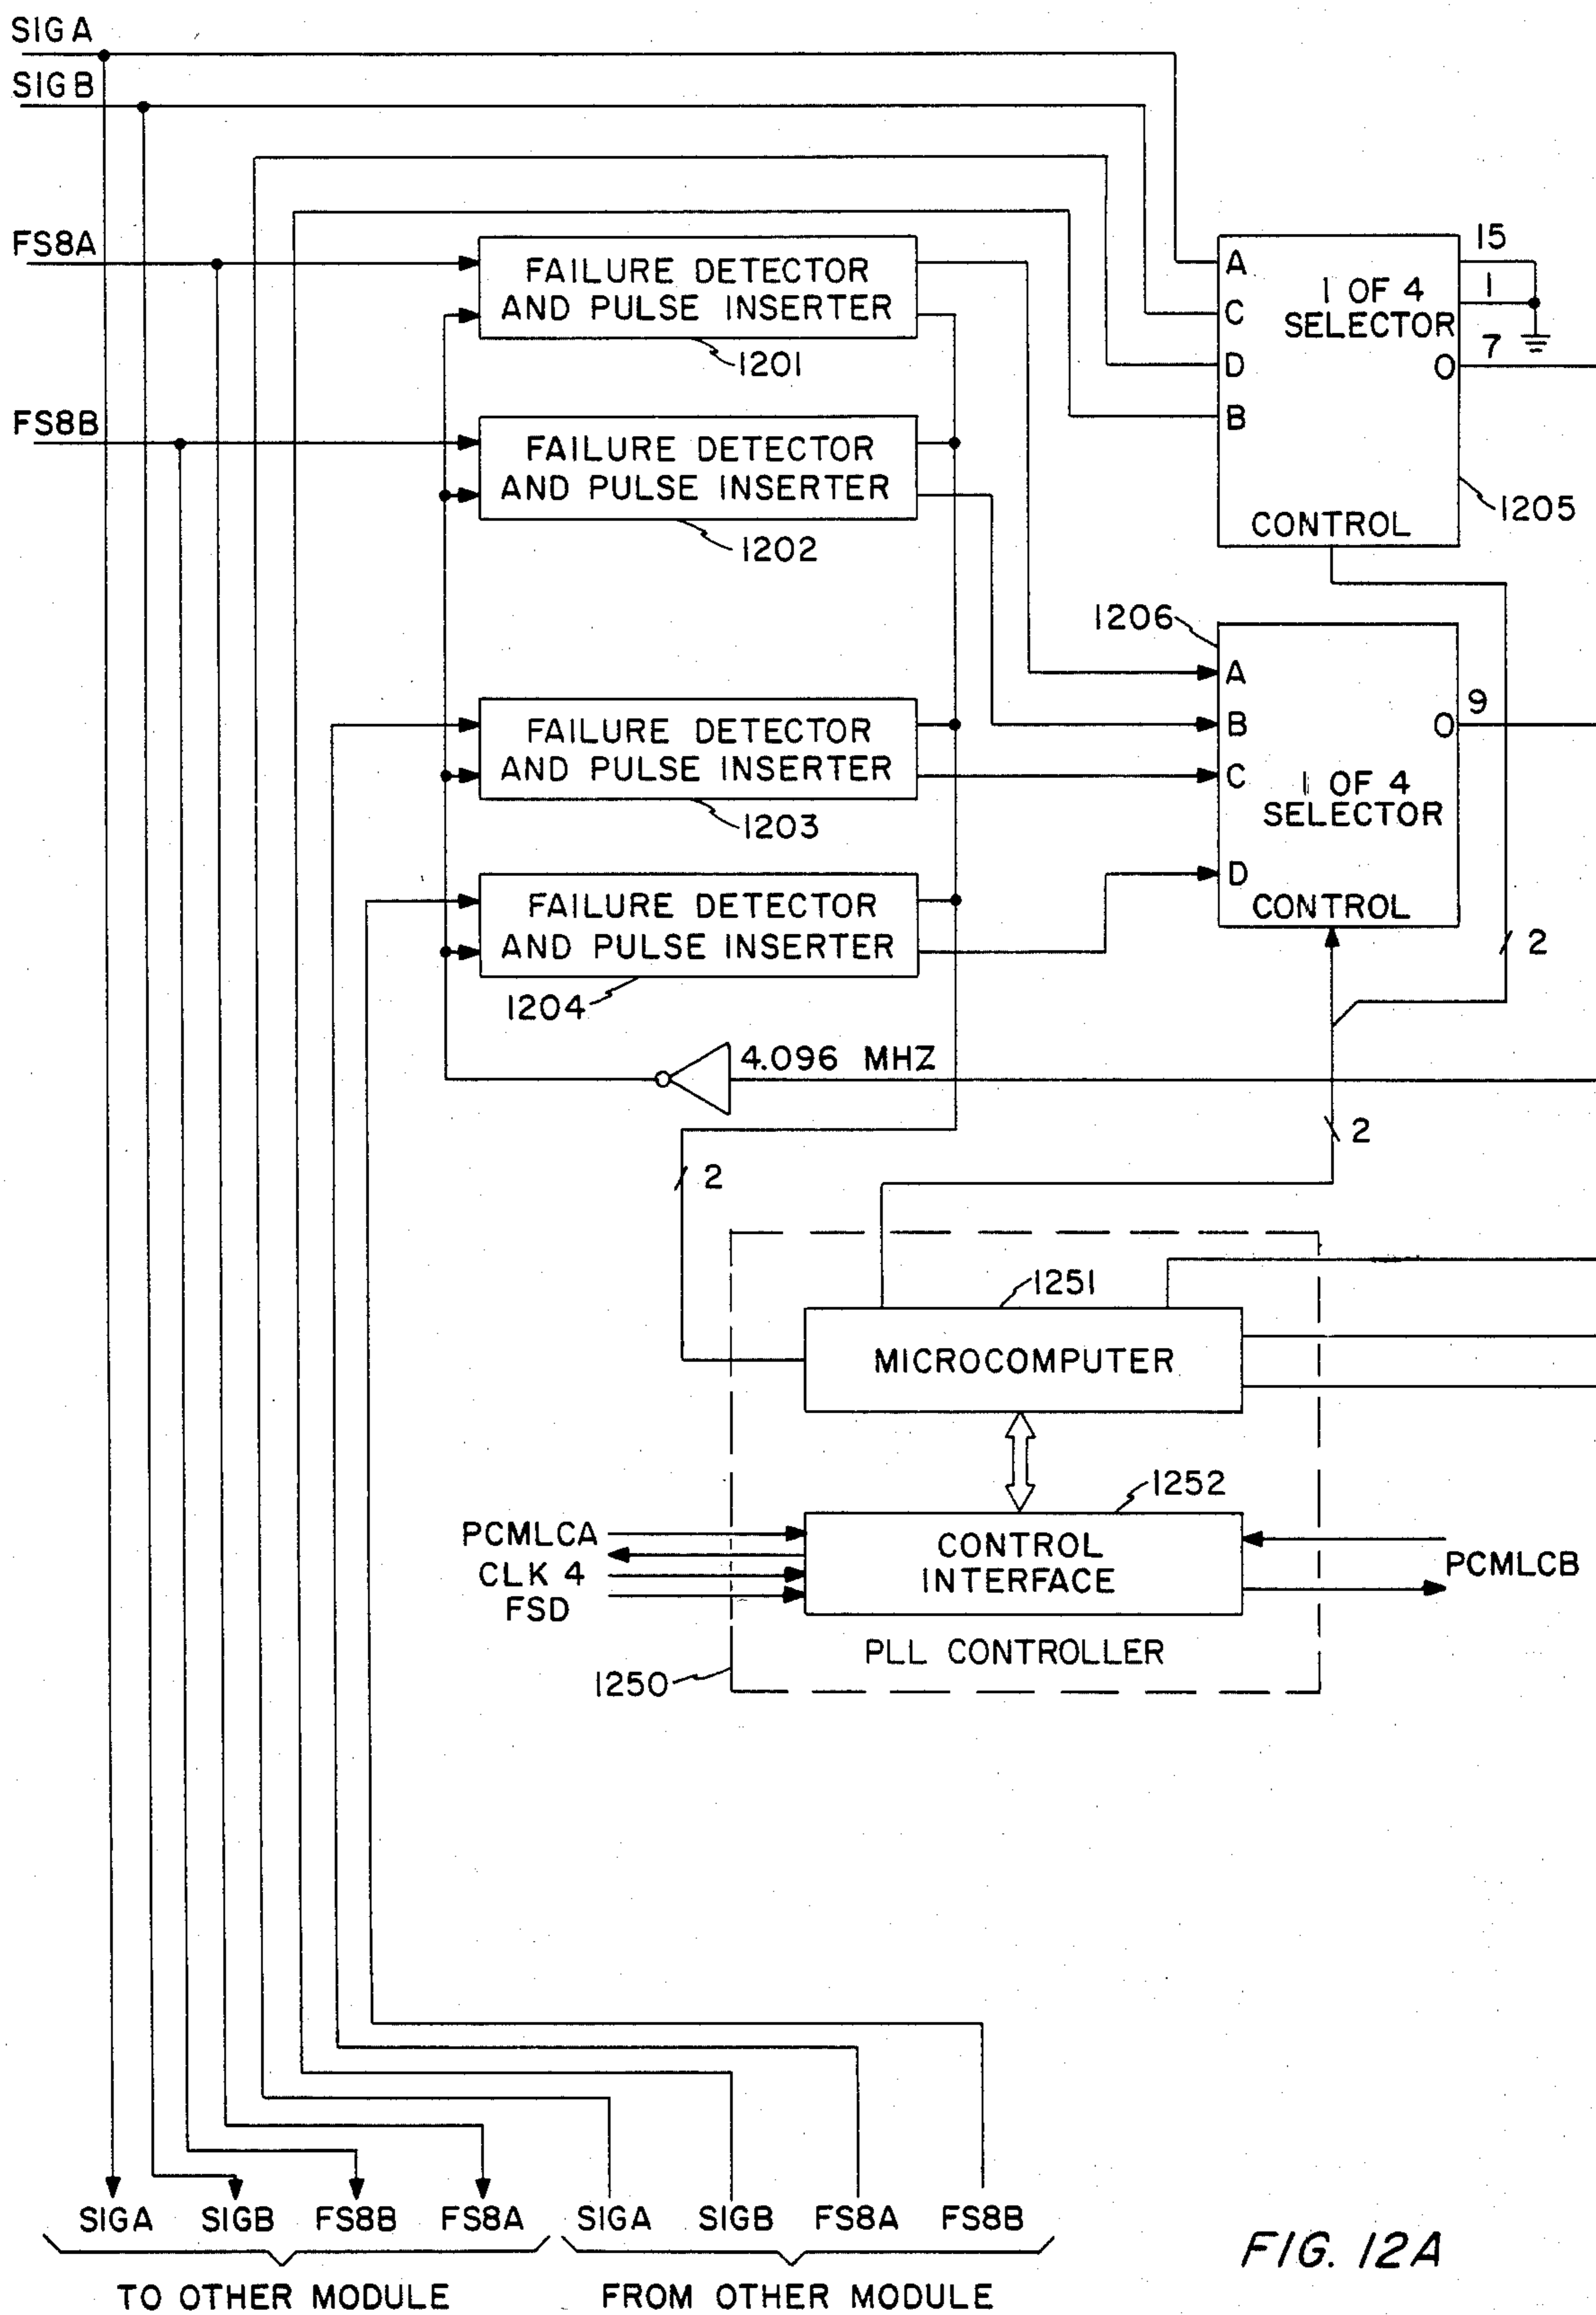 SIGA
SIGB
FS8A
FAILURE DETECTOR
AND PULSE INSERTER
1201
FS8B
FAILURE DETECTOR
AND PULSE INSERTER
1202
FAILURE DETECTOR
AND PULSE INSERTER
1203
FAILURE DETECTOR
AND PULSE INSERTER
1204
A
C
D
B
1 OF 4
SELECTOR
O
15
1
7
CONTROL
1205
1206
A
B
C
D
O
9
1 OF 4
SELECTOR
CONTROL
2
4.096 MHZ
2
2
1251
MICROCOMPUTER
1252
CONTROL
INTERFACE
PCMLCA
CLK 4
FSD
PCMLCB
PLL CONTROLLER
1250
SIGA SIGB FS8B FS8A SIGA SIGB FS8A FS8B
TO OTHER MODULE FROM OTHER MODULE
FIG. 12A